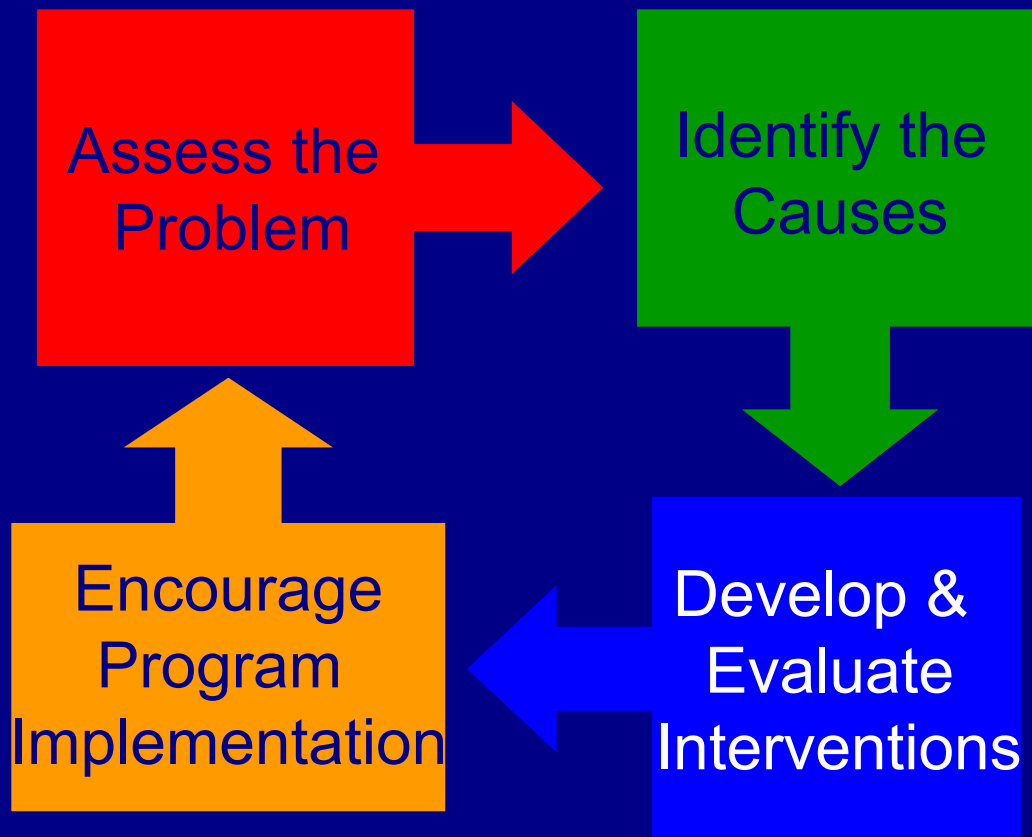 Assess the
Problem
Identify the
Causes
Develop &
Evaluate
Interventions
Encourage
Program
Implementation